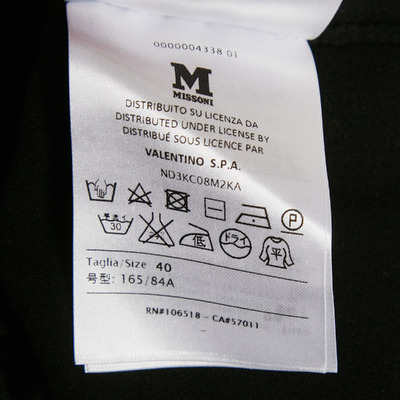 0000004338 01
M
MISSONI
DISTRIBUITO SU LICENZA DA
DISTRIBUTED UNDER LICENSE BY
DISTRIBUÉ SOUS LICENCE PAR
VALENTINO S.P.A.
ND3KC08M2KA
P
30 低 ドライ 平
Taglia/Size 40
号型: 165/84A
RN#106518 - CA#57011